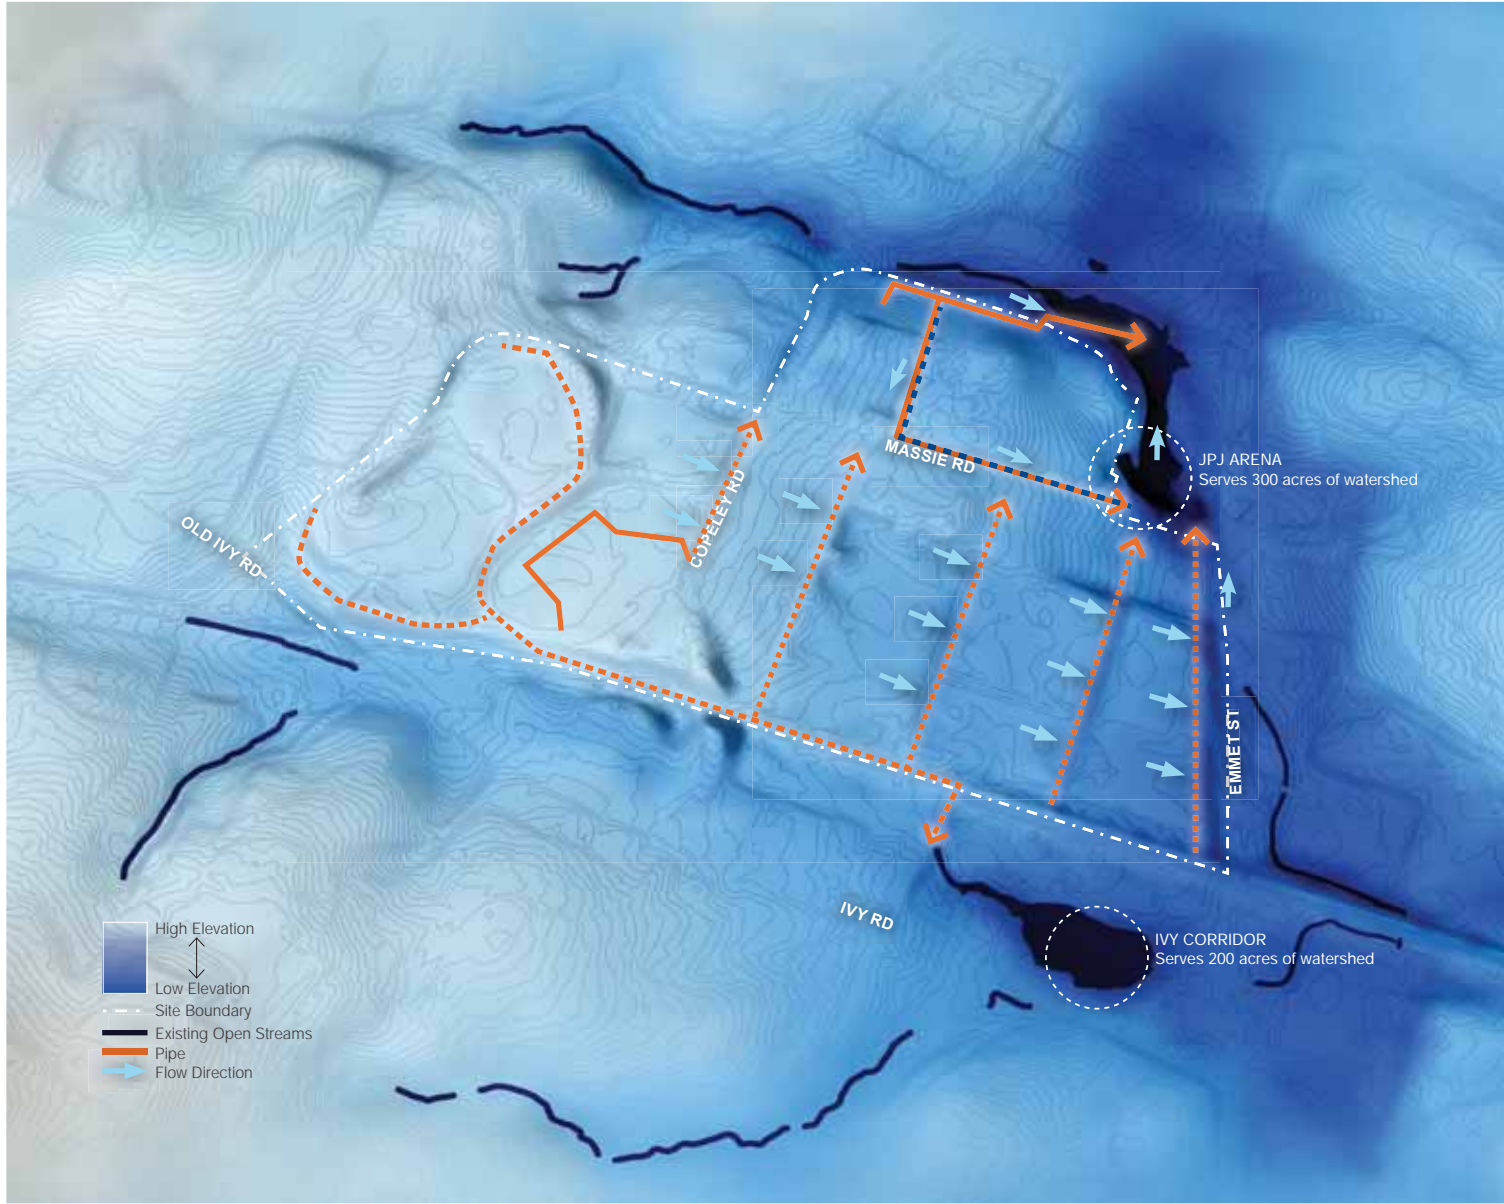 MASSIE RD
JPJ ARENA
Serves 300 acres of watershed
COPELEY RD
OLD IVY RD
EMMET ST
IVY RD
IVY CORRIDOR
Serves 200 acres of watershed
High Elevation
Low Elevation
Site Boundary
Existing Open Streams
Pipe
Flow Direction